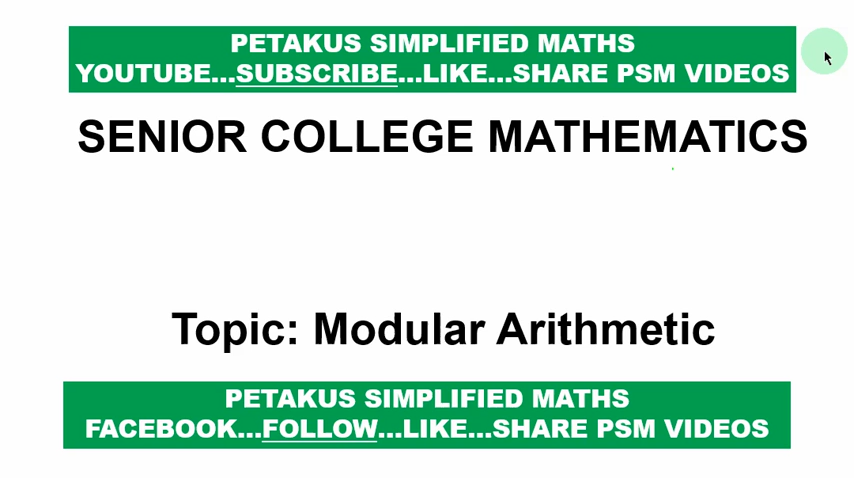 PETAKUS SIMPLIFIED MATHS
YOUTUBE...SUBSCRIBE...LIKE...SHARE PSM VIDEOS
SENIOR COLLEGE MATHEMATICS
Topic: Modular Arithmetic
PETAKUS SIMPLIFIED MATHS
FACEBOOK...FOLLOW...LIKE...SHARE PSM VIDEOS